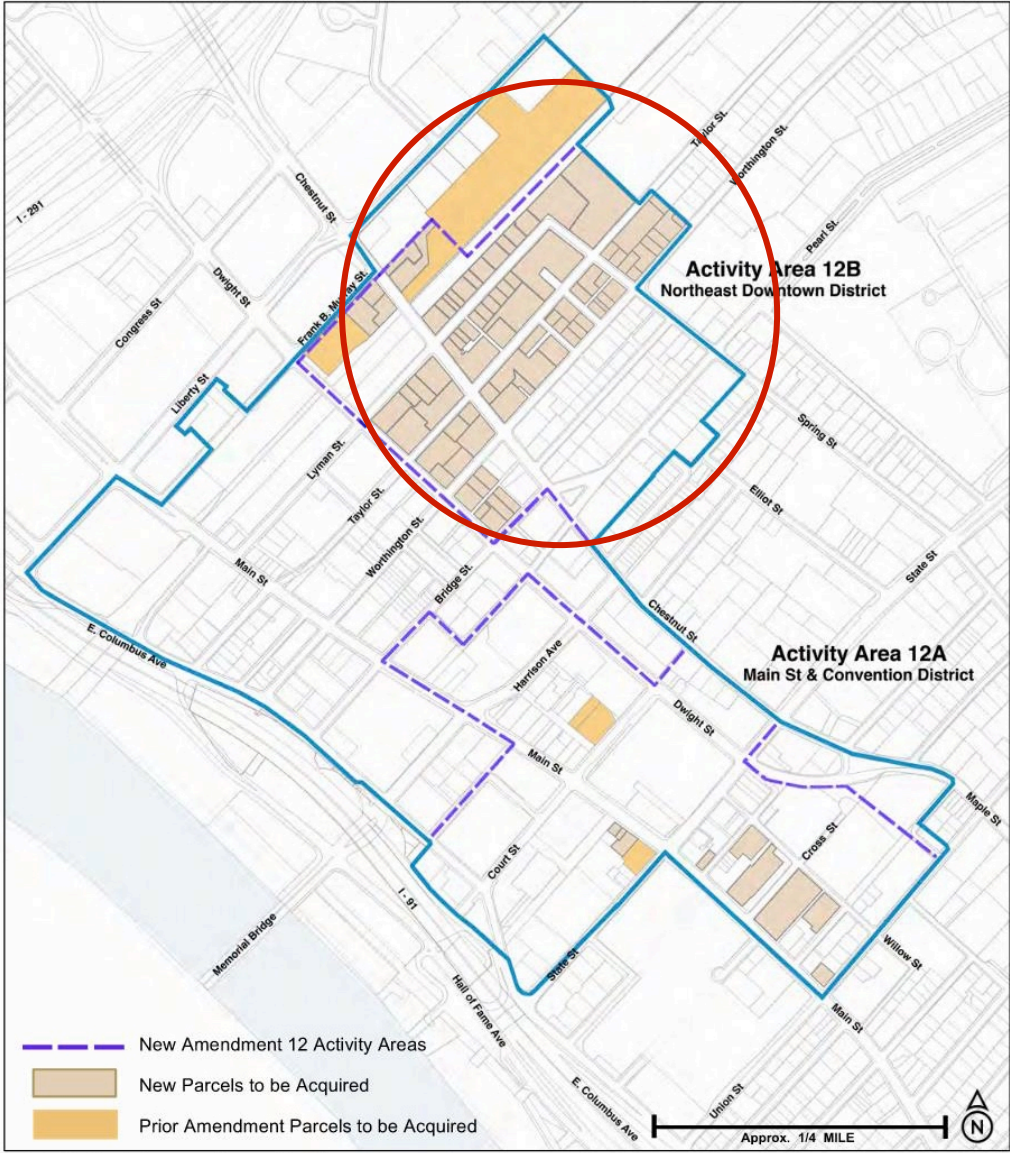 Taylor St.
Worthington St.
Chestnut St
I - 291
Pearl St.
Dwight St
Activity Area 12B
Northeast Downtown District
Congress St
Frank B. Murray St.
Liberty St
Spring St
Lyman St.
Taylor St.
Elliot St
Worthington St.
State St
Main St
Bridge St.
Chestnut St
E. Columbus Ave
Harrison Ave
Activity Area 12A
Main St & Convention District
Dwight St
Main St
Maple St
Cross St
Court St
I - 91
Memorial Bridge
Willow St
State St
Hall of Fame Ave
Main St
New Amendment 12 Activity Areas
New Parcels to be Acquired
Prior Amendment Parcels to be Acquired
E. Columbus Ave
Union St
Approx. 1/4 MILE
N